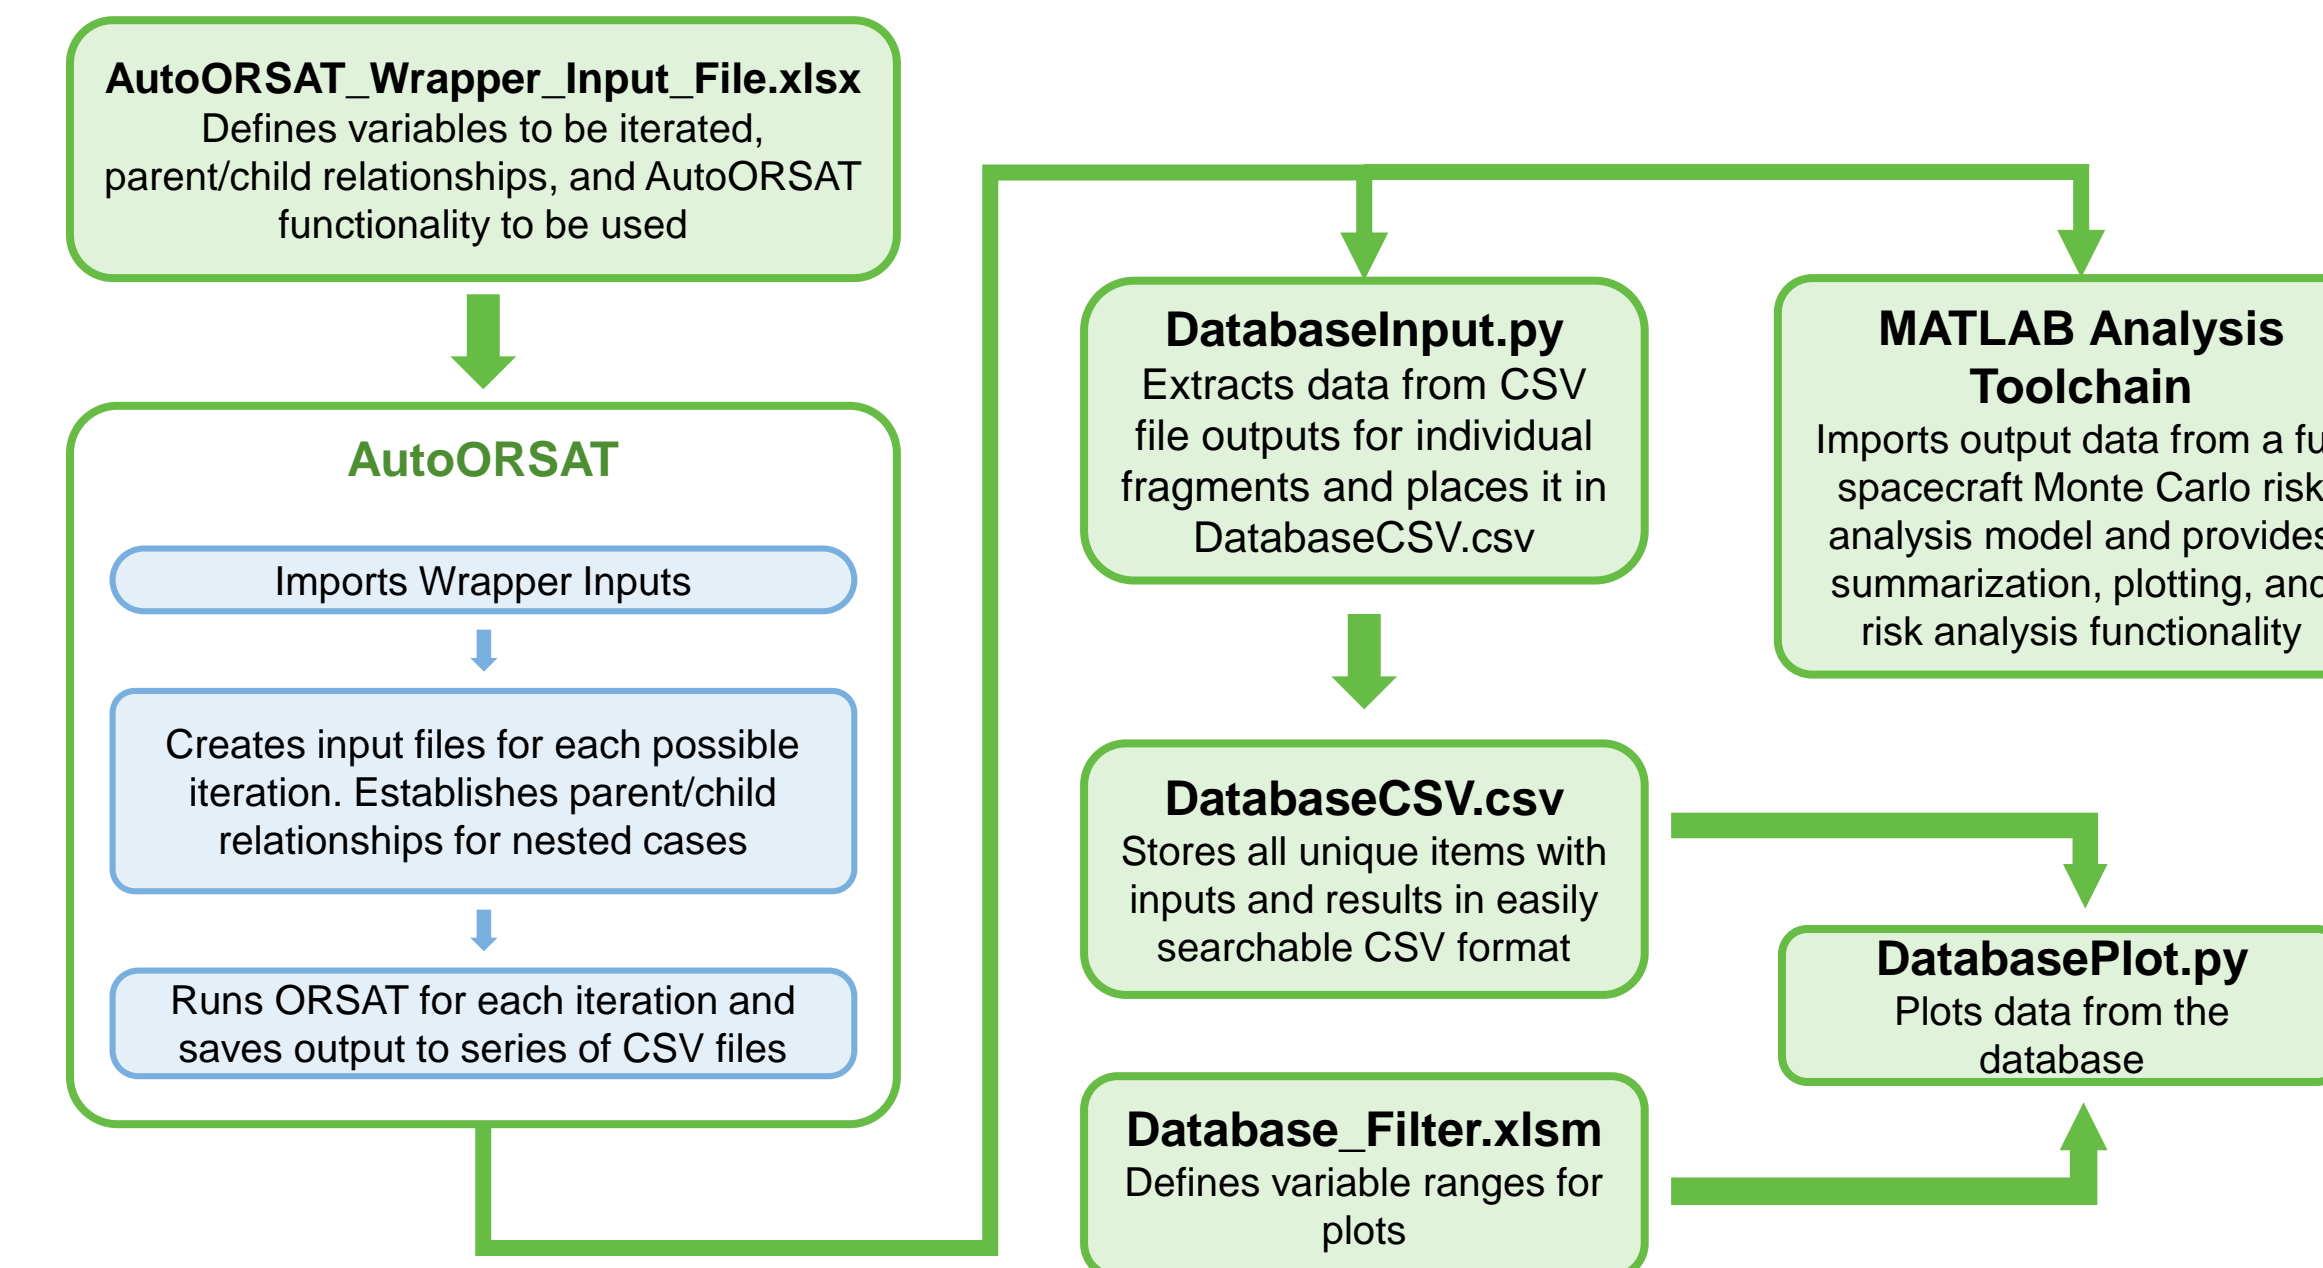 AutoORSAT_Wrapper_Input_File.xlsx
Defines variables to be iterated,
parent/child relationships, and AutoORSAT
functionality to be used
AutoORSAT
Imports Wrapper Inputs
Creates input files for each possible
iteration. Establishes parent/child
relationships for nested cases
Runs ORSAT for each iteration and
saves output to series of CSV files
DatabaseInput.py
Extracts data from CSV
file outputs for individual
fragments and places it in
DatabaseCSV.csv
DatabaseCSV.csv
Stores all unique items with
inputs and results in easily
searchable CSV format
Database_Filter.xlsm
Defines variable ranges for
plots
MATLAB Analysis
Toolchain
Imports output data from a
spacecraft Monte Carlo risk
analysis model and provides
summarization, plotting, and
risk analysis functionality
DatabasePlot.py
Plots data from the
database